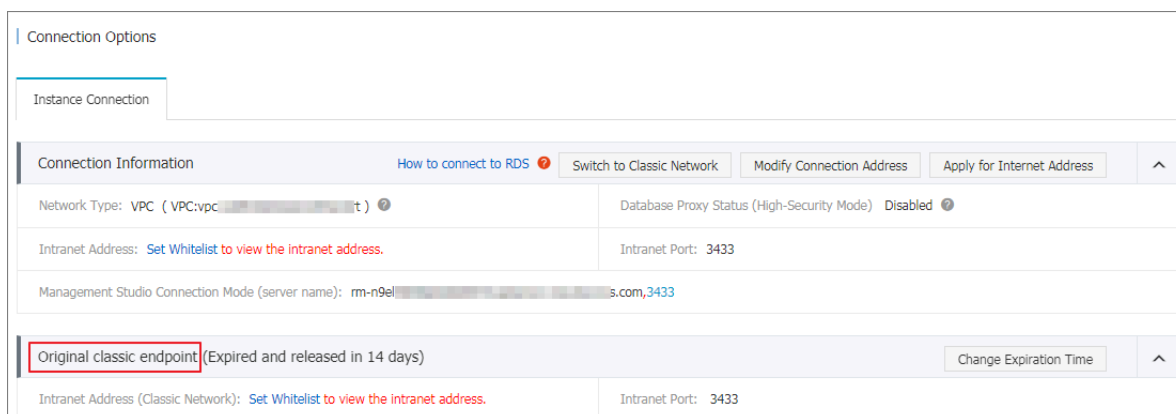 Connection Options
Instance Connection
Connection Information How to connect to RDS Switch to Classic Network Modify Connection Address Apply for Internet Address
Network Type: VPC ( VPC:vpc t ) Database Proxy Status (High-Security Mode) Disabled
Intranet Address: Set Whitelist to view the intranet address. Intranet Port: 3433
Management Studio Connection Mode (server name): rm-n9el s.com,3433
Original classic endpoint (Expired and released in 14 days) Change Expiration Time
Intranet Address (Classic Network): Set Whitelist to view the intranet address. Intranet Port: 3433